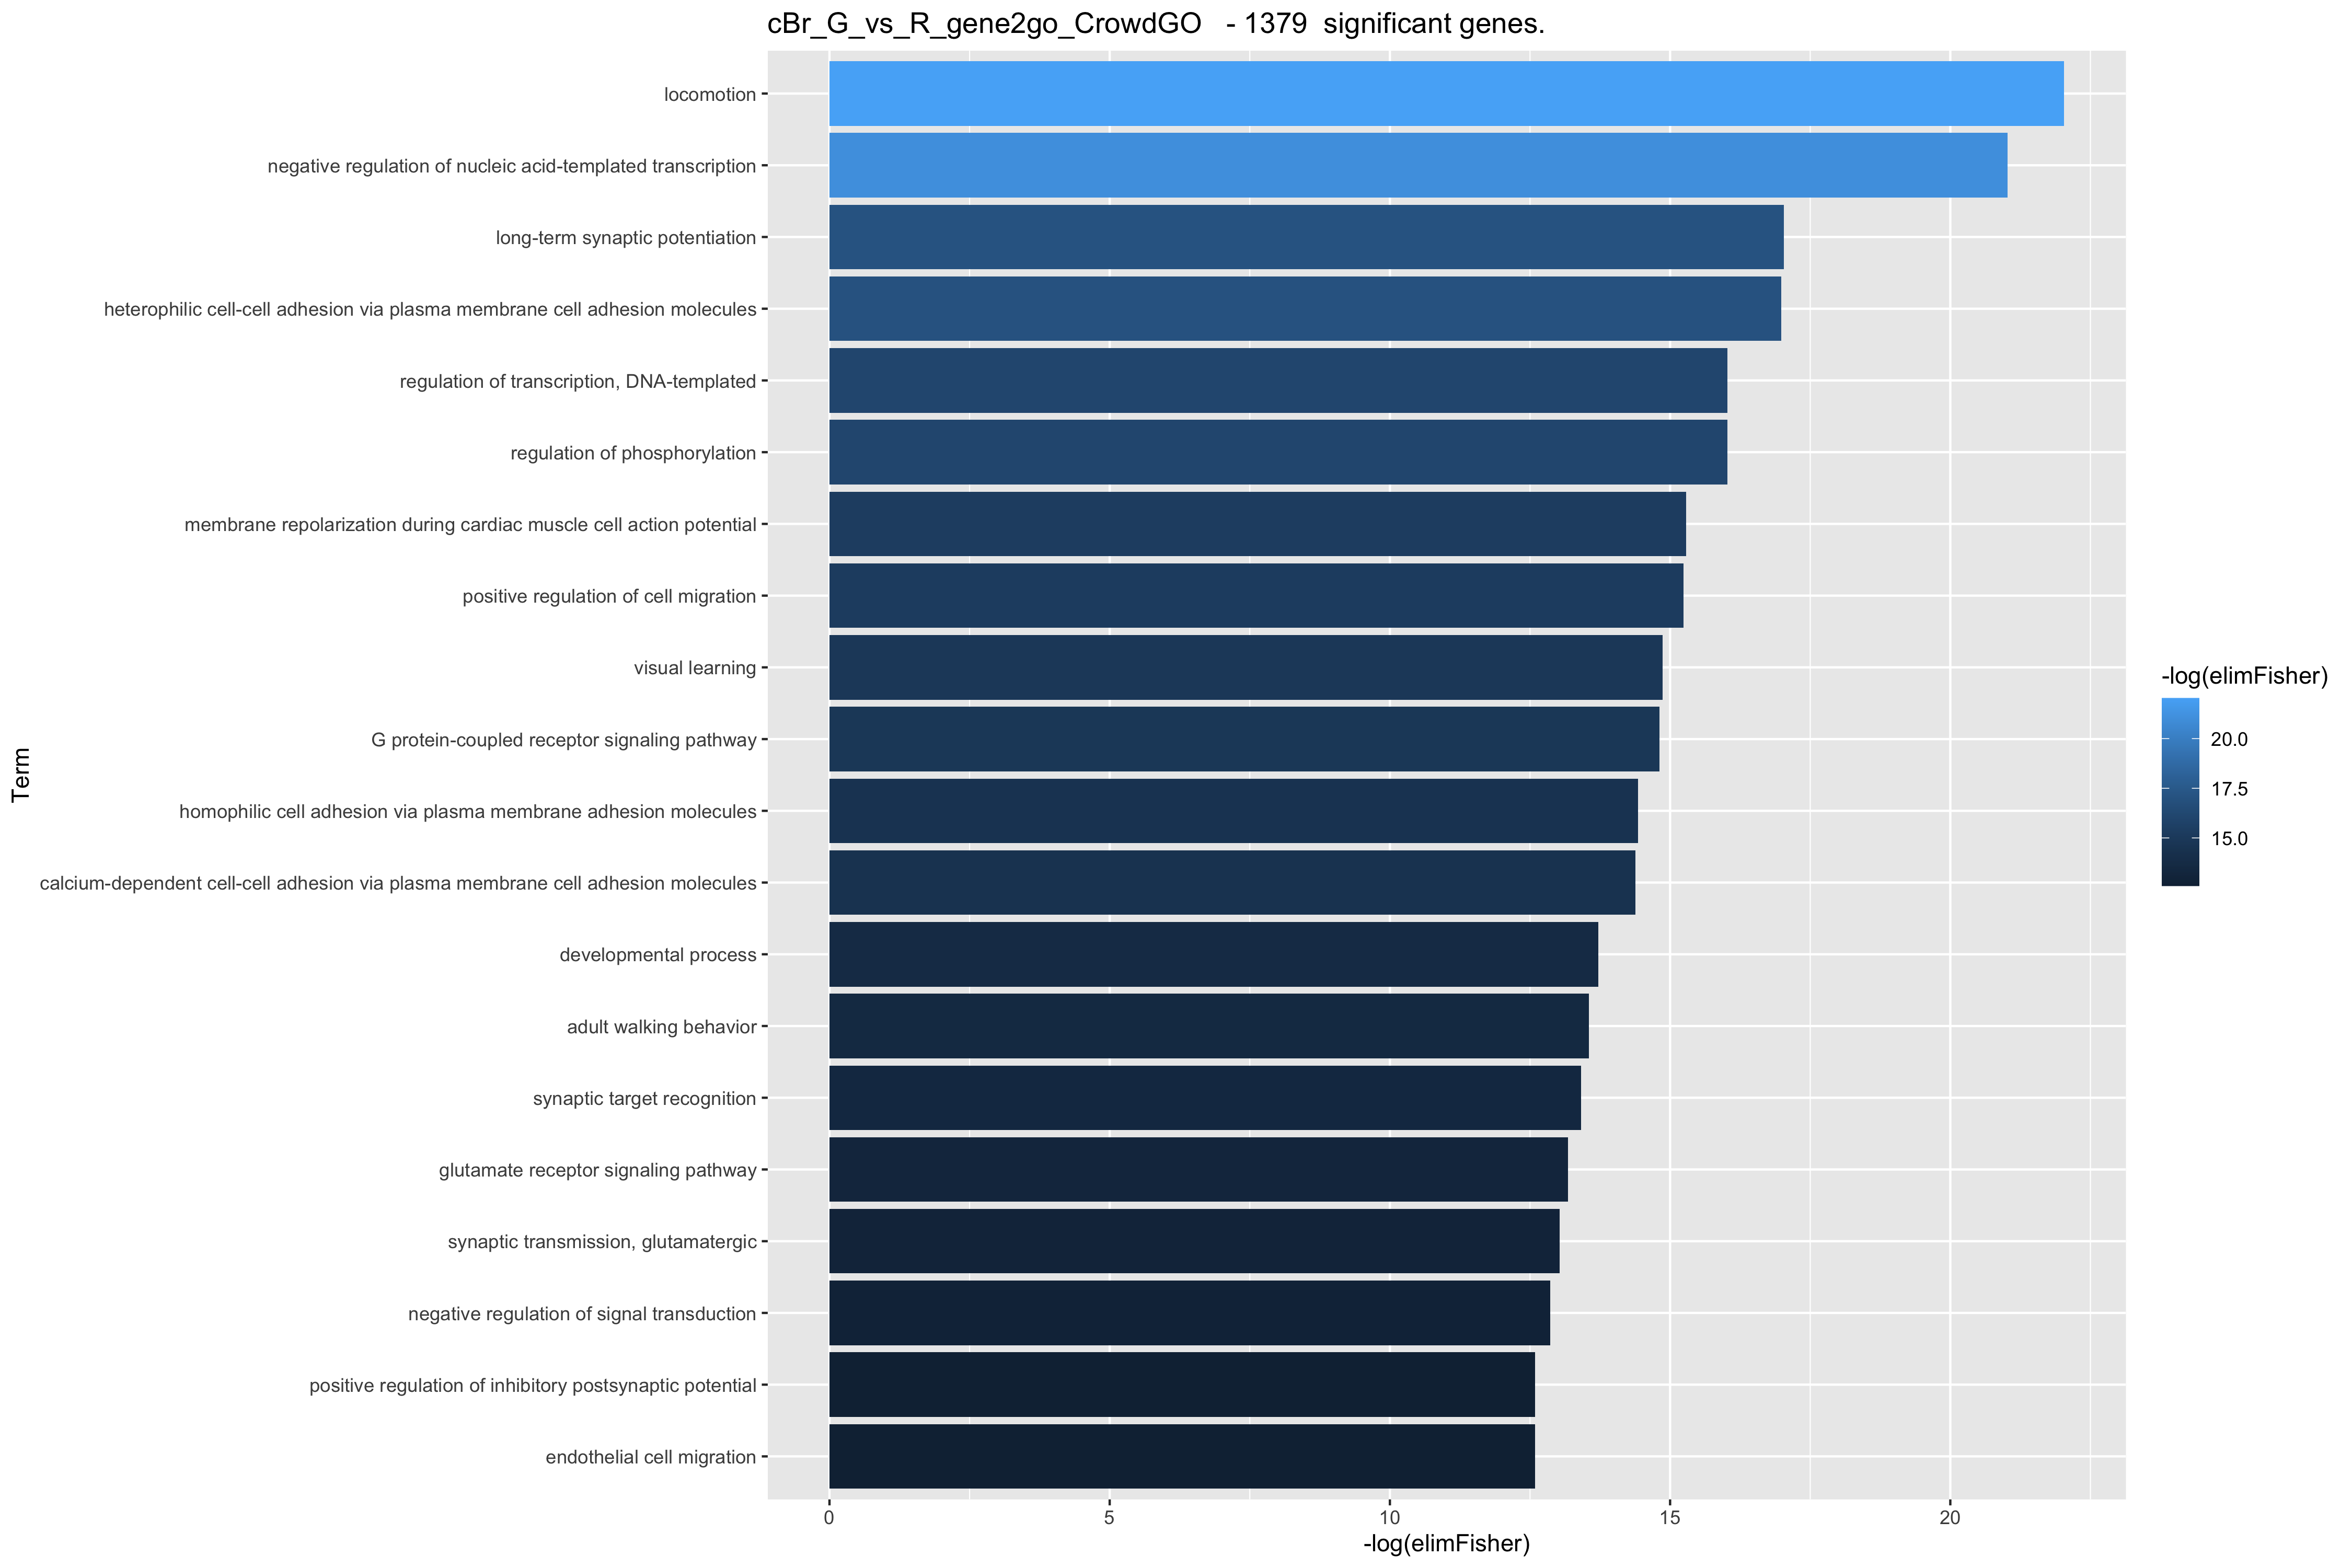 cBr_G_vs_R_gene2go_CrowdGO - 1379 significant genes.
locomotion
negative regulation of nucleic acid-templated transcription
long-term synaptic potentiation
heterophilic cell-cell adhesion via plasma membrane cell adhesion molecules
regulation of transcription, DNA-templated
regulation of phosphorylation
membrane repolarization during cardiac muscle cell action potential
positive regulation of cell migration
visual learning
G protein-coupled receptor signaling pathway
homophilic cell adhesion via plasma membrane adhesion molecules
calcium-dependent cell-cell adhesion via plasma membrane cell adhesion molecules
developmental process
adult walking behavior
synaptic target recognition
glutamate receptor signaling pathway
synaptic transmission, glutamatergic
negative regulation of signal transduction
positive regulation of inhibitory postsynaptic potential
endothelial cell migration
Term
0 5 10 15 20
-log(elimFisher)
-log(elimFisher)
20.0
17.5
15.0